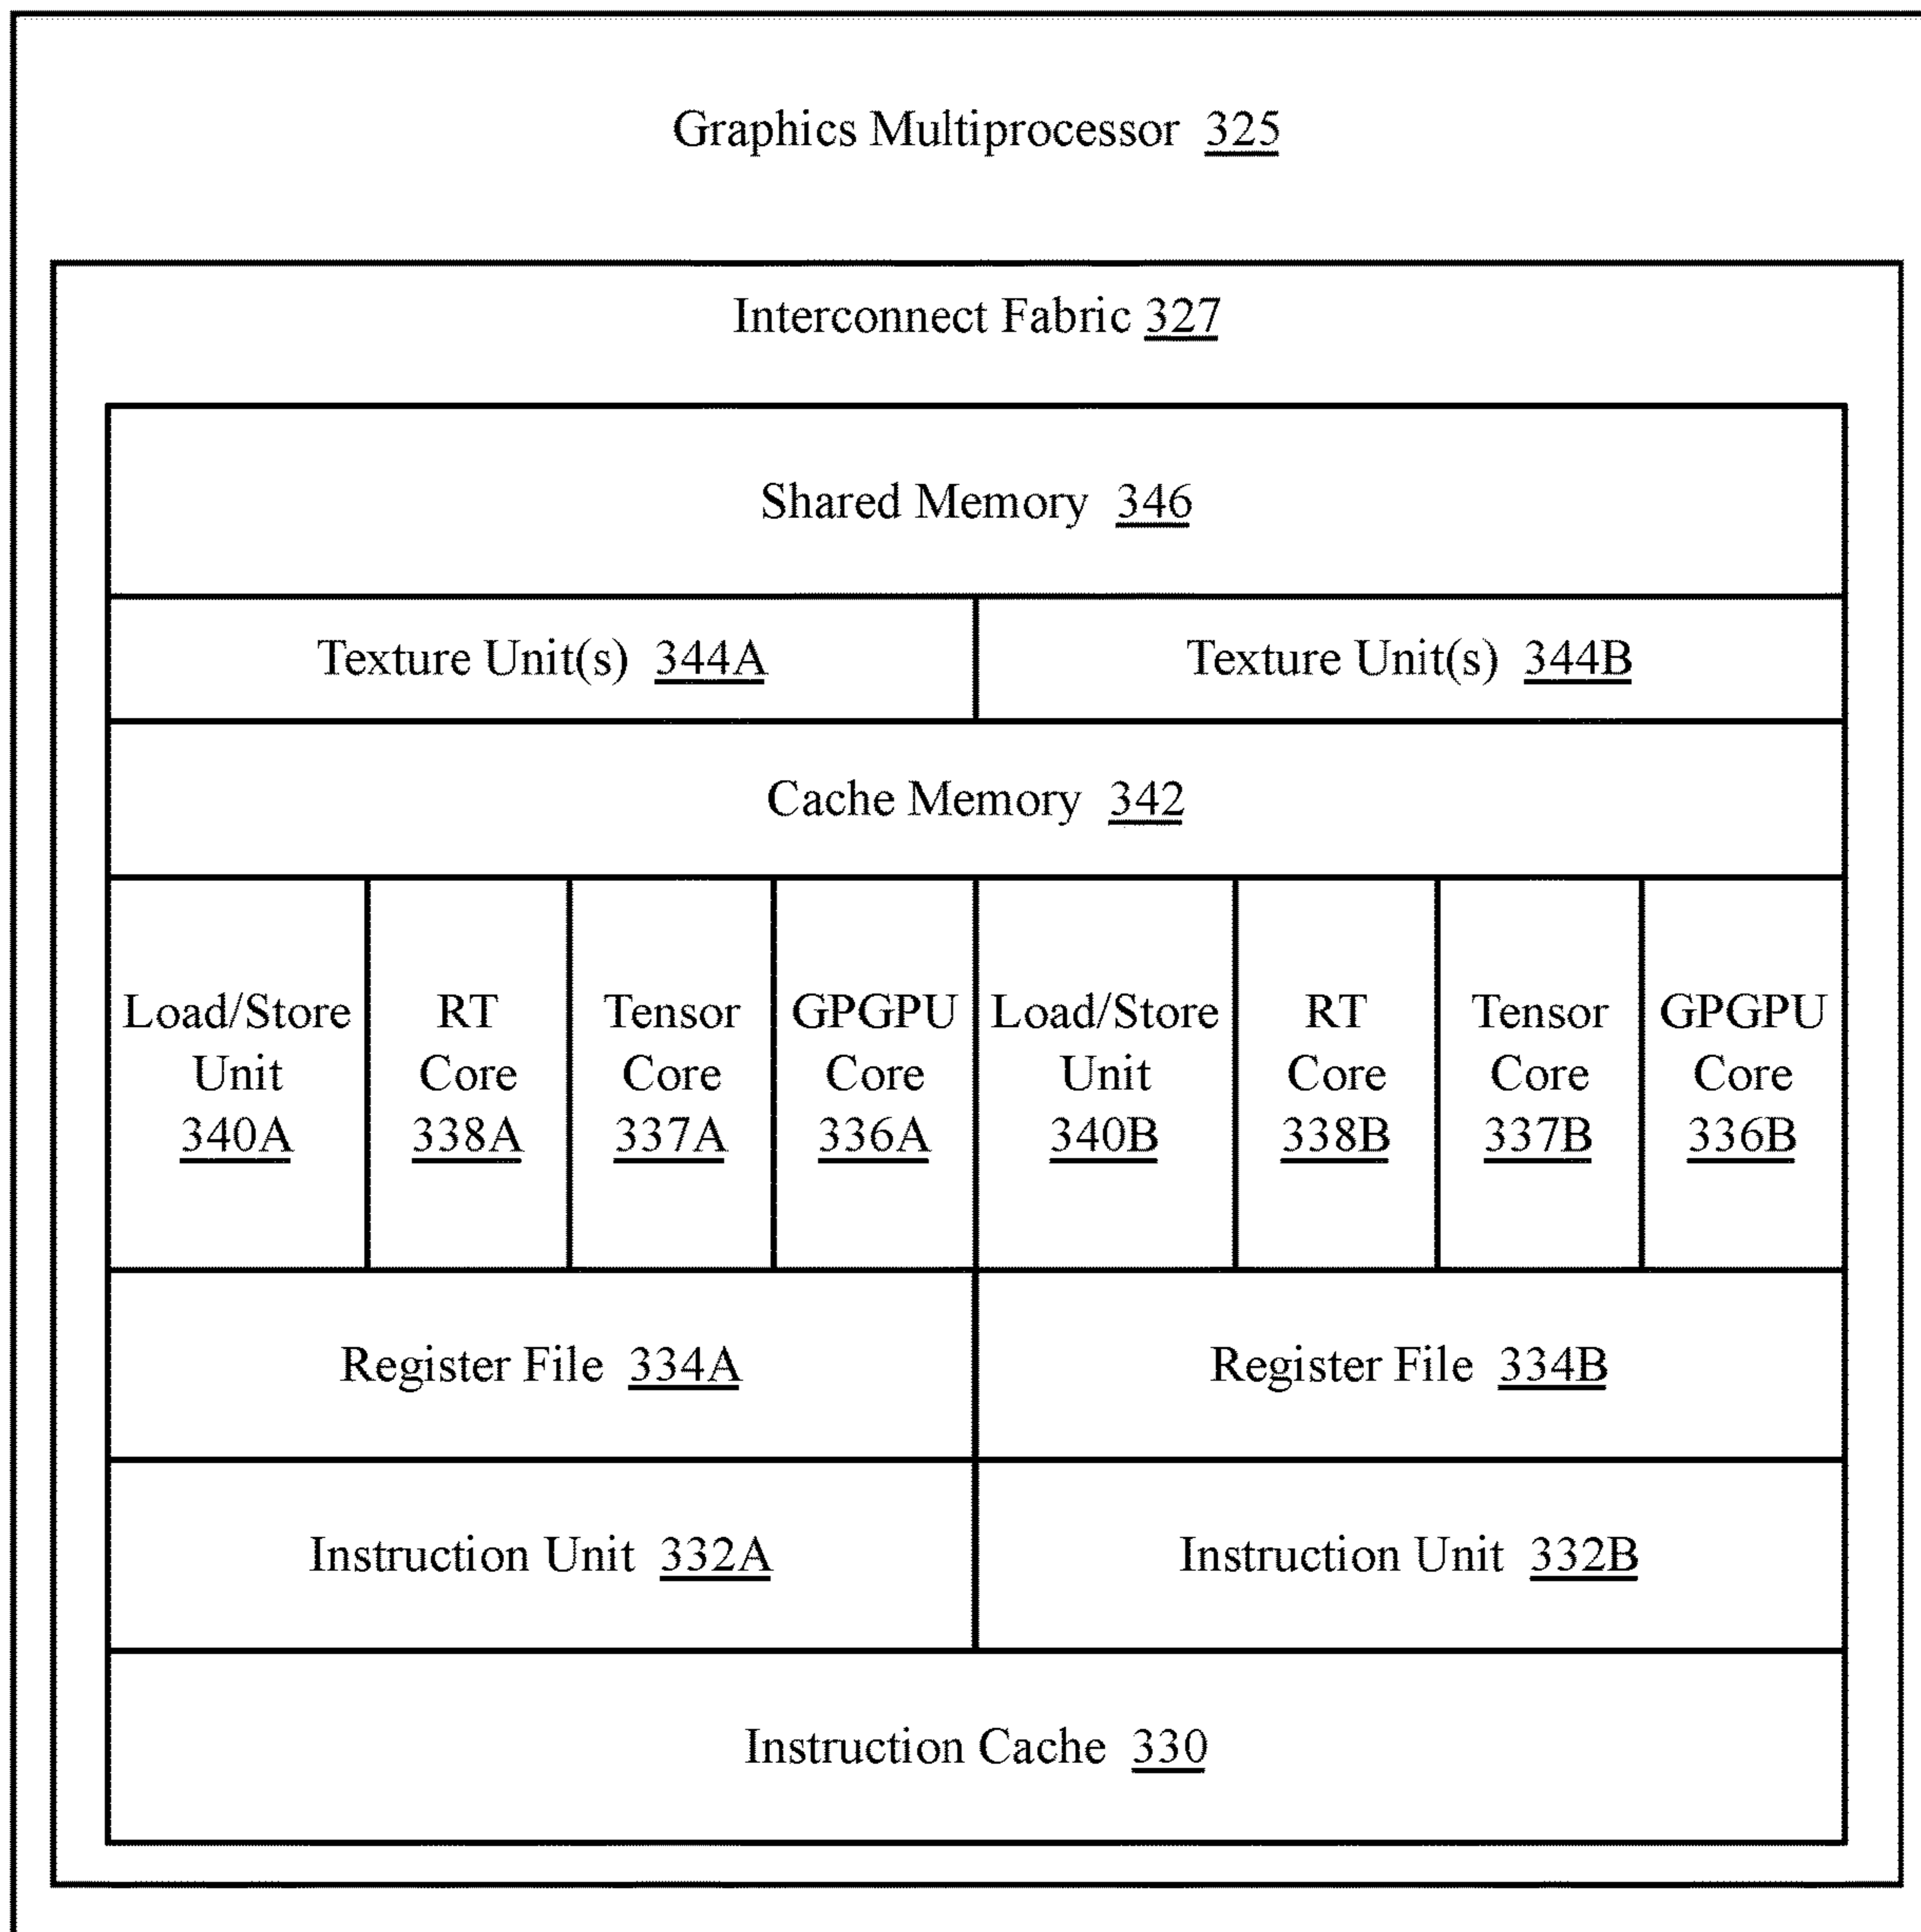 Graphics Multiprocessor 325
Interconnect Fabric 327
Shared Memory 346
Texture Unit(s) 344A
Texture Unit(s) 344B
Cache Memory 342
Load/Store
Unit
340A
RT
Core
338A
Tensor
Core
337A
GPGPU
Core
336A
Load/Store
Unit
340B
RT
Core
338B
Tensor
Core
337B
GPGPU
Core
336B
Register File 334A
Register File 334B
Instruction Unit 332A
Instruction Unit 332B
Instruction Cache 330